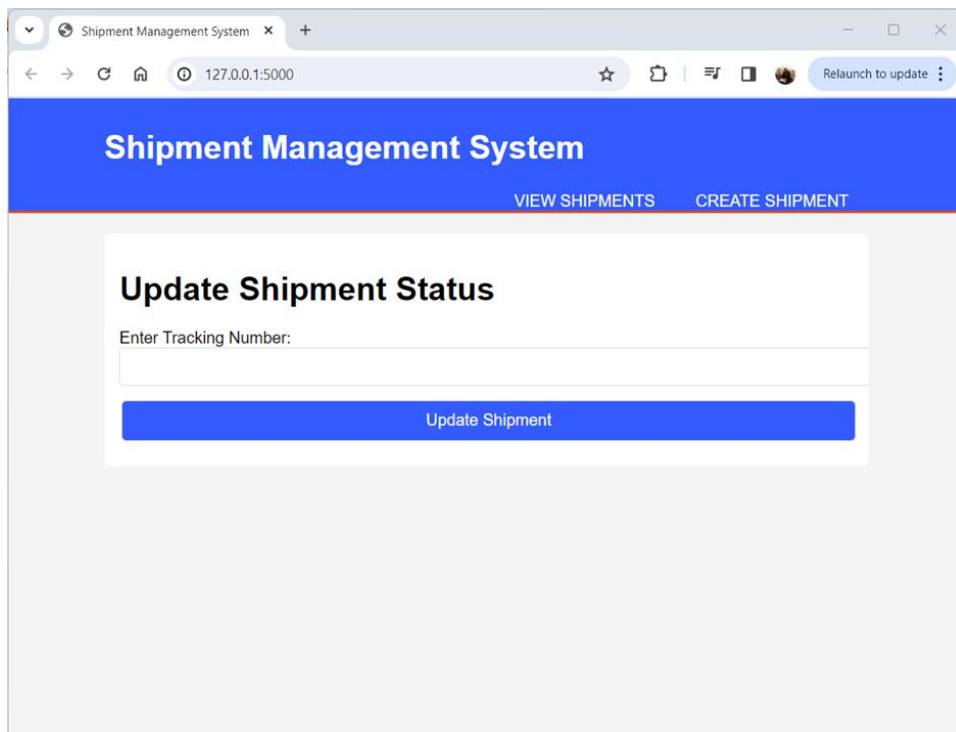 Shipment Management System
127.0.0.1:5000
Relaunch to update
Shipment Management System
VIEW SHIPMENTS CREATE SHIPMENT
Update Shipment Status
Enter Tracking Number:
Update Shipment